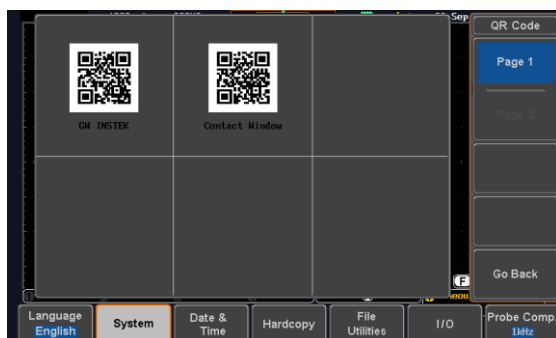 Sep
QR Code
Page 1
Page 2
GW INSTEK
Contact Window
F
Go Back
Language
English
System
Date &
Time
Hardcopy
File
Utilities
I/O
Probe Comp.
1kHz